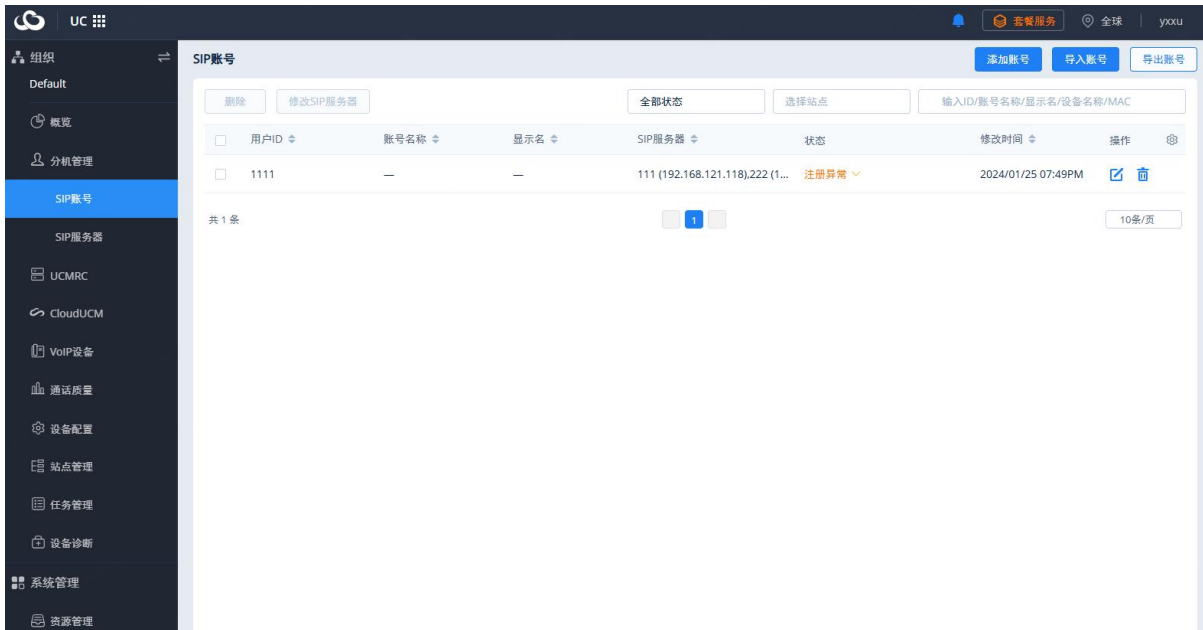 UC
套餐服务
全球
yxxu
组织
Default
概览
分机管理
SIP账号
SIP服务器
UCMRC
CloudUCM
VoIP设备
通话质量
设备配置
站点管理
任务管理
设备诊断
系统管理
资源管理
SIP账号
添加账号
导入账号
导出账号
删除
修改SIP服务器
全部状态
选择站点
输入ID/账号名称/显示名/设备名称/MAC
用户ID 账号名称 显示名 SIP服务器 状态 修改时间 操作
1111 — — 111 (192.168.121.118),222 (1... 注册异常 2024/01/25 07:49PM
共 1 条
1
10条/页